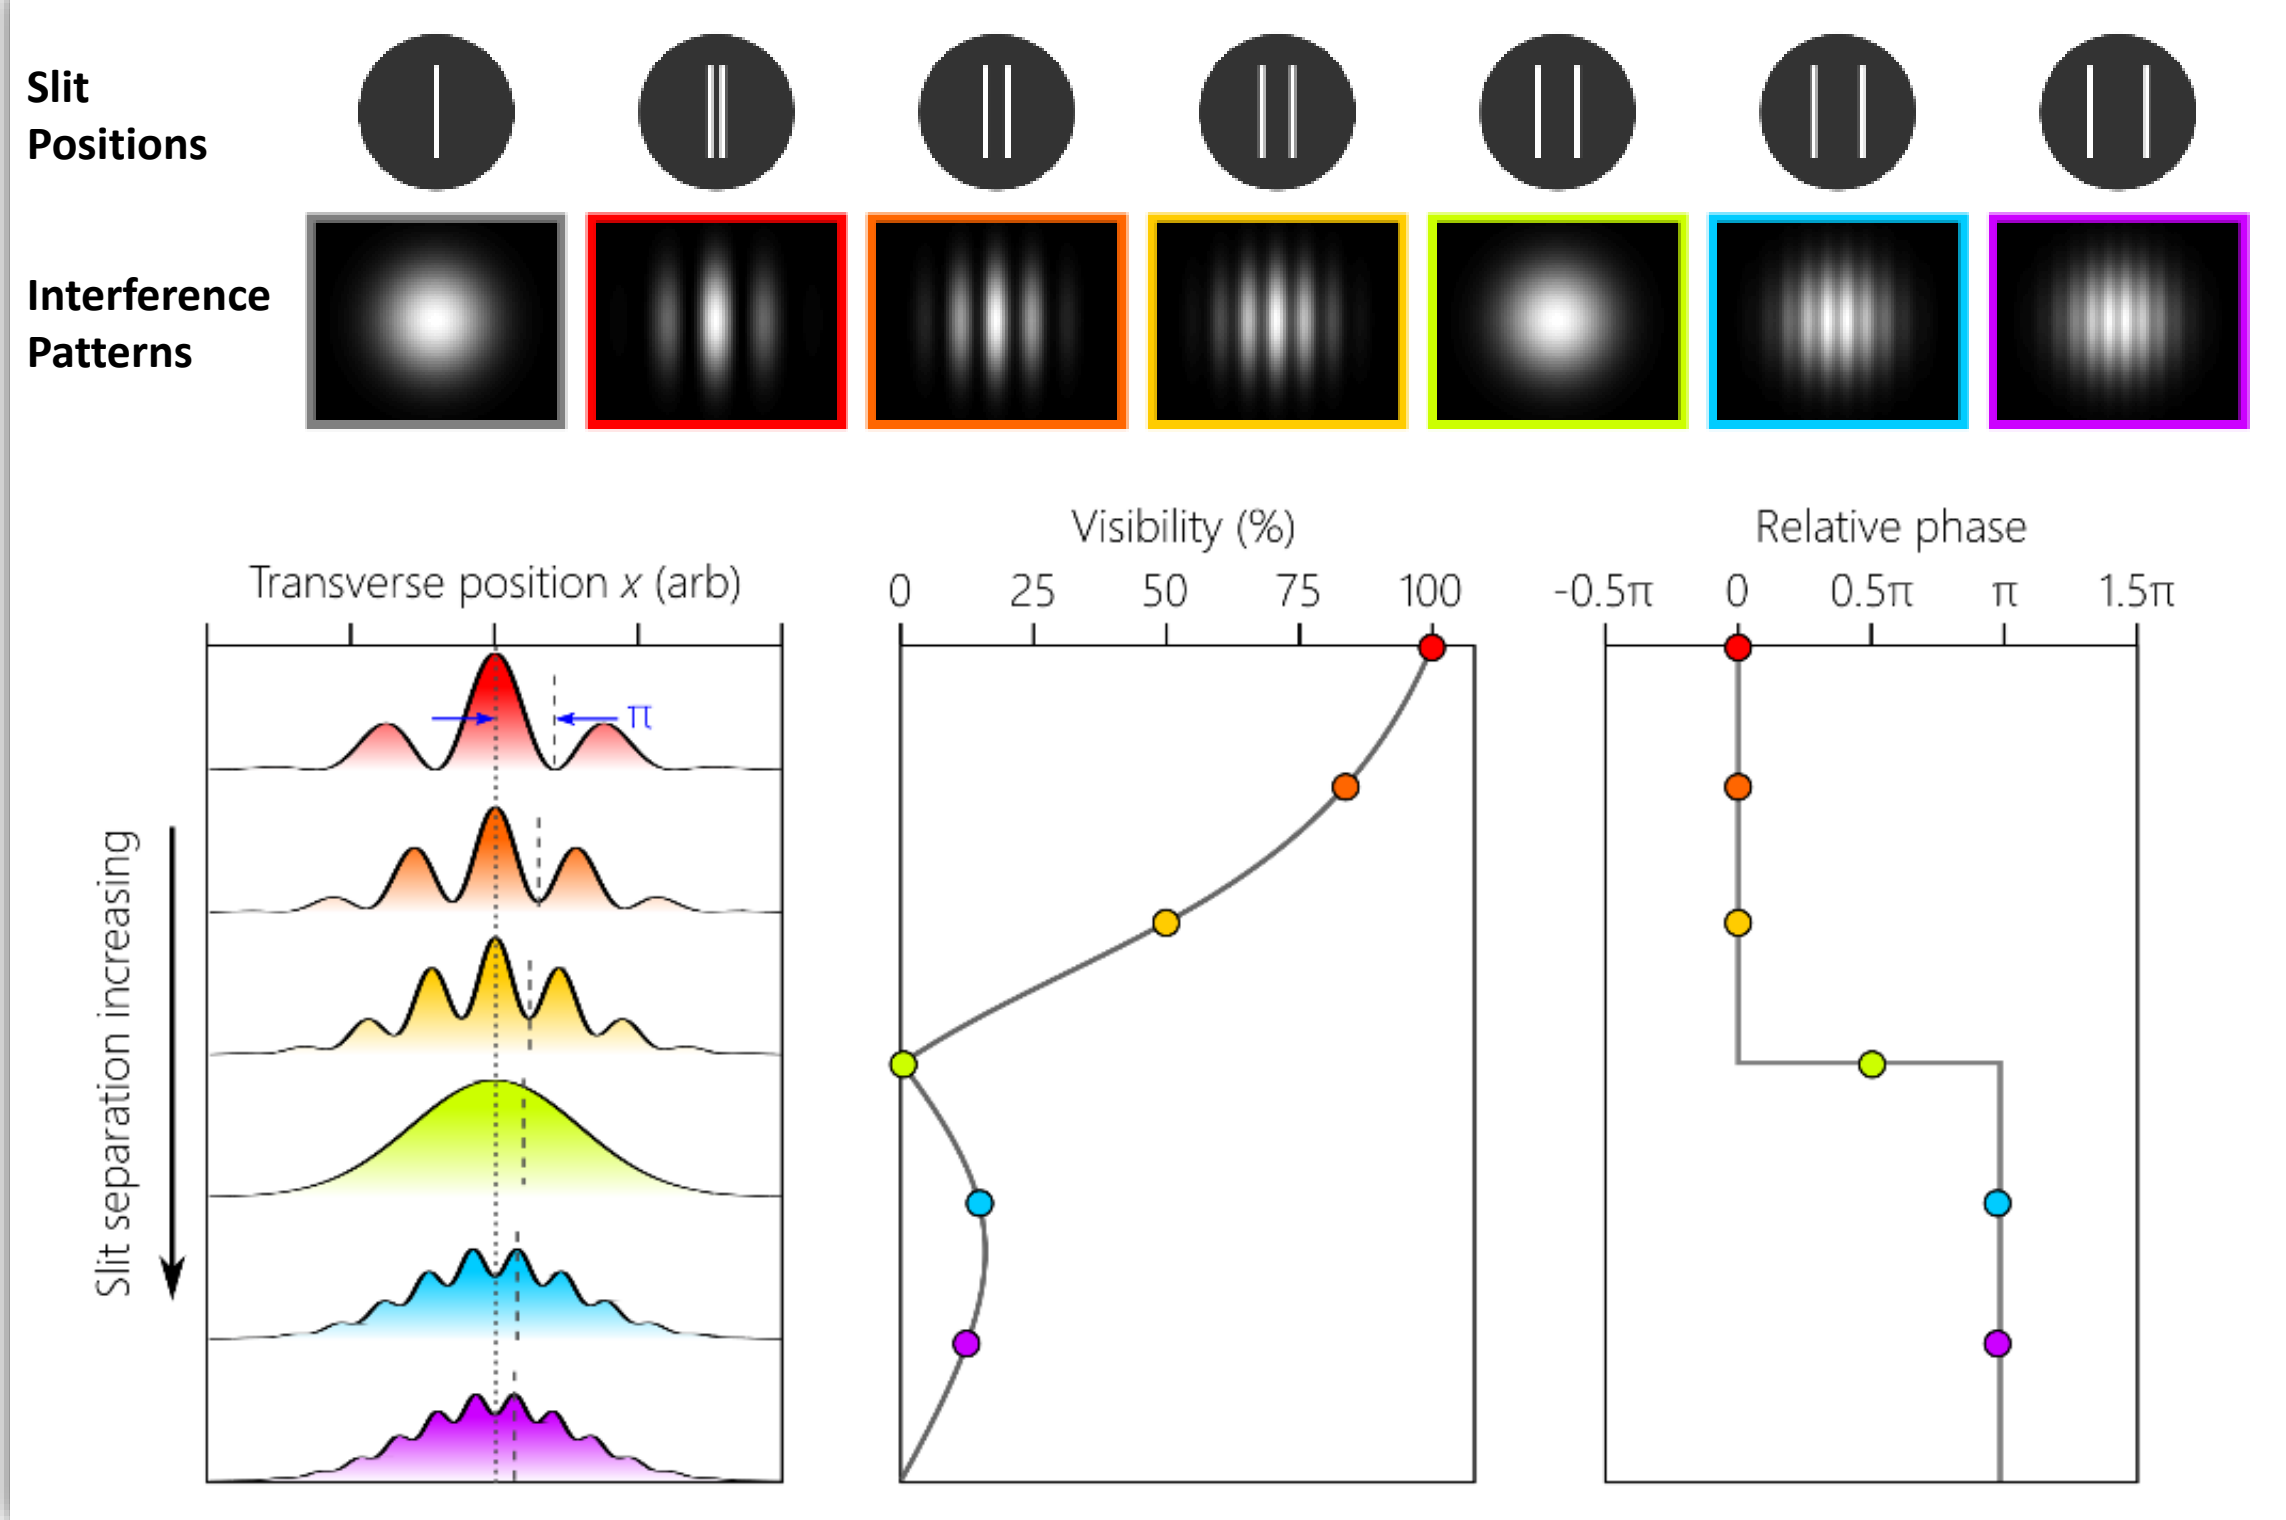 Slit
Positions
Interference
Patterns
Visibility (%)
Relative phase
Transverse position x (arb)
0 25 50 75 100
-0.5π 0 0.5π π 1.5π
π
Slit separation increasing